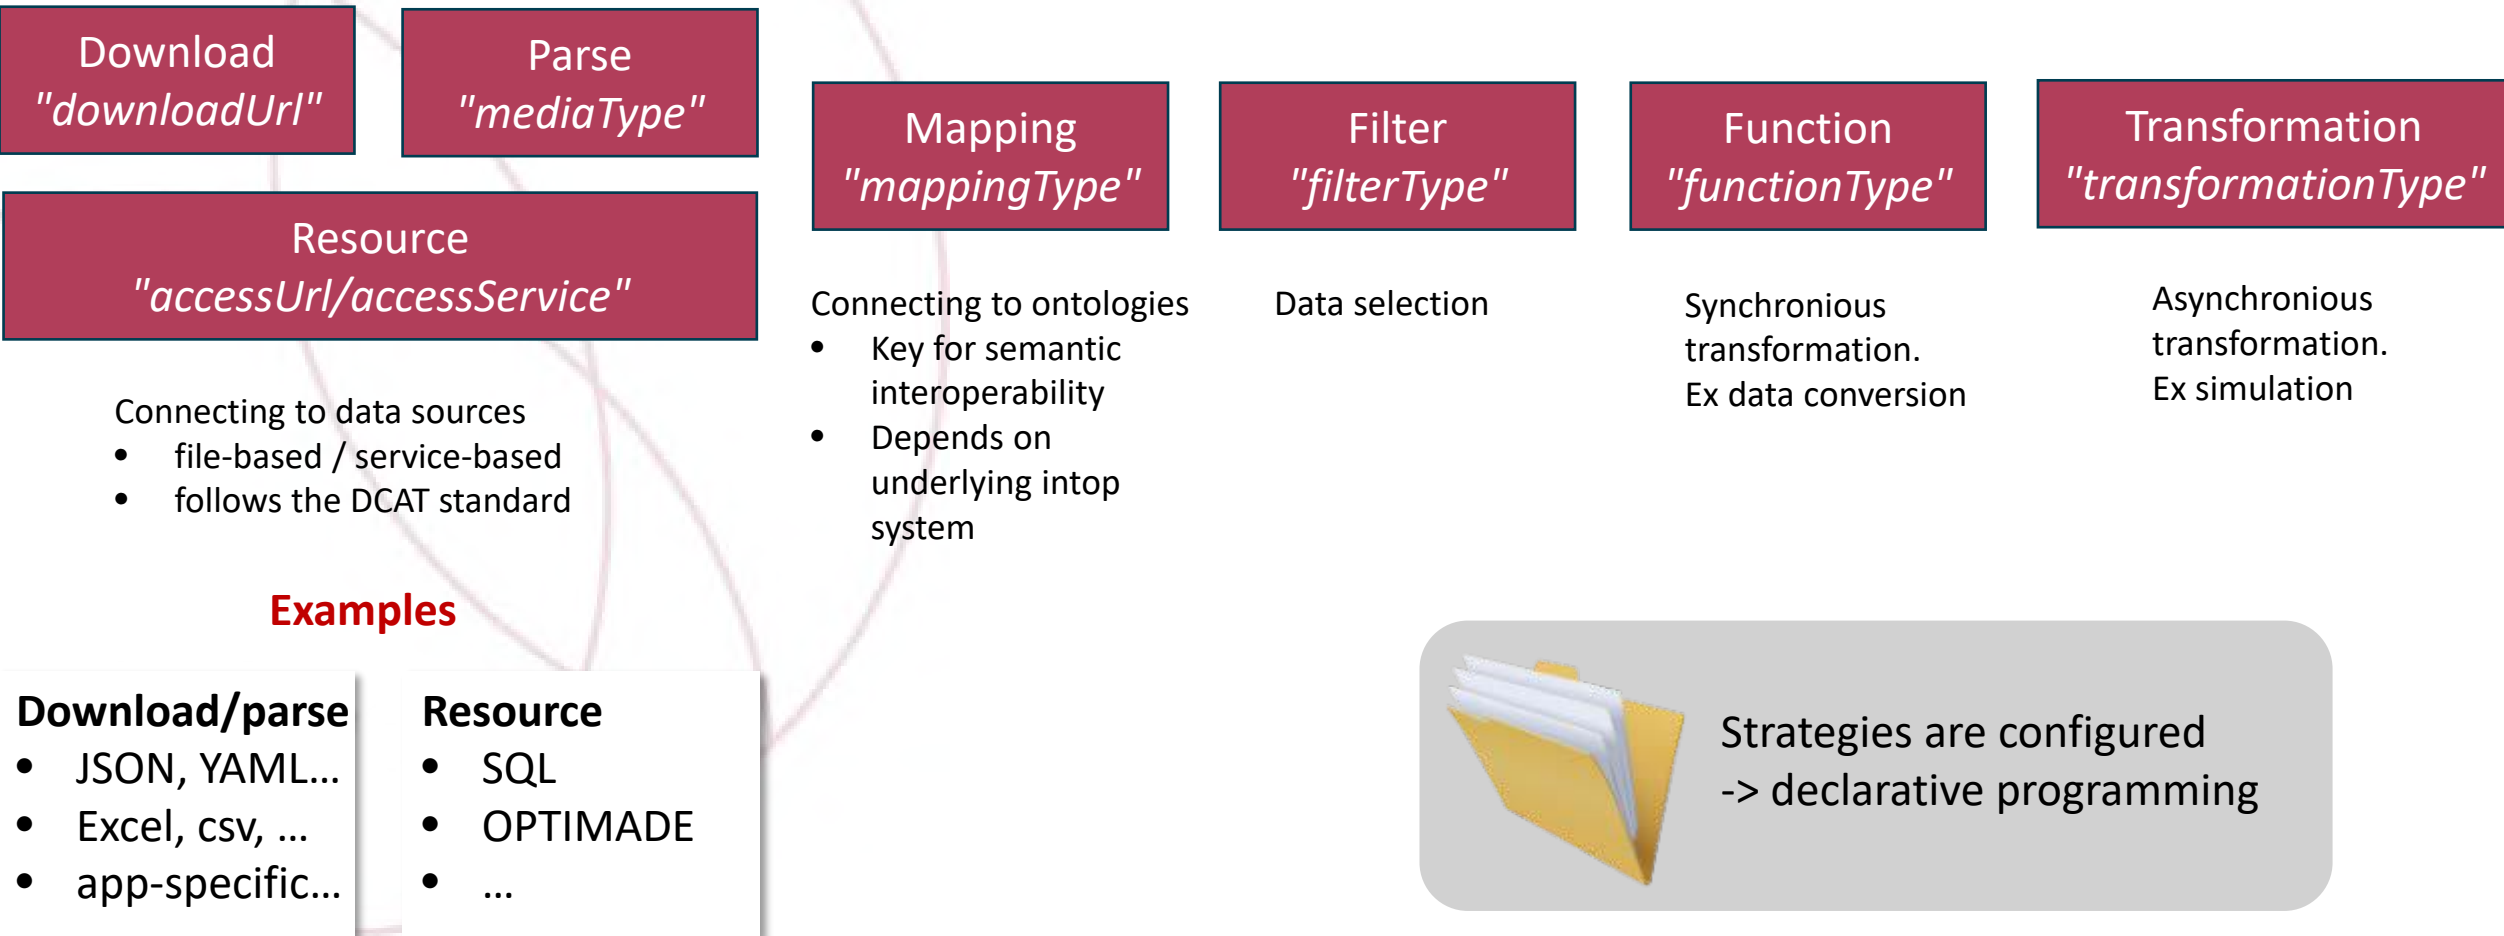 Download
"downloadUrl"
Parse
"mediaType"
Resource
"accessUrl/accessService"
Connecting to data sources
• file-based / service-based
• follows the DCAT standard
Mapping
"mappingType"
Connecting to ontologies
• Key for semantic
interoperability
• Depends on
underlying intop
system
Filter
"filterType"
Data selection
Function
"functionType"
Synchronious
transformation.
Ex data conversion
Transformation
"transformationType"
Asynchronious
transformation.
Ex simulation
Examples
Download/parse
• JSON, YAML...
• Excel, csv, ...
• app-specific...
Resource
• SQL
• OPTIMADE
• ...
Strategies are configured
-> declarative programming